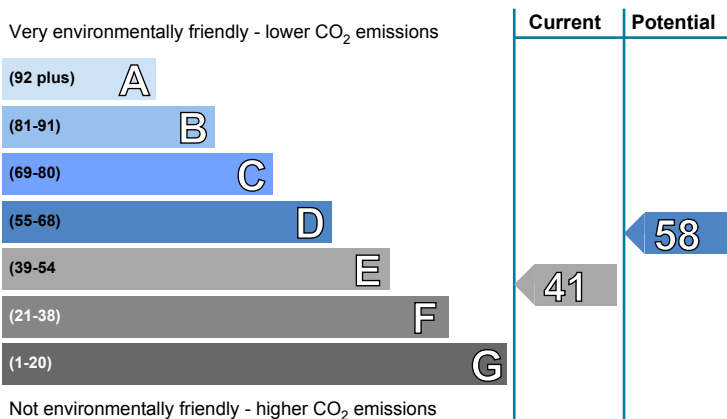 Very environmentally friendly - lower CO2 emissions
Current
Potential
(92 plus) A
(81-91) B
(69-80) C
(55-68) D
58
(39-54 E
41
(21-38) F
(1-20) G
Not environmentally friendly - higher CO2 emissions